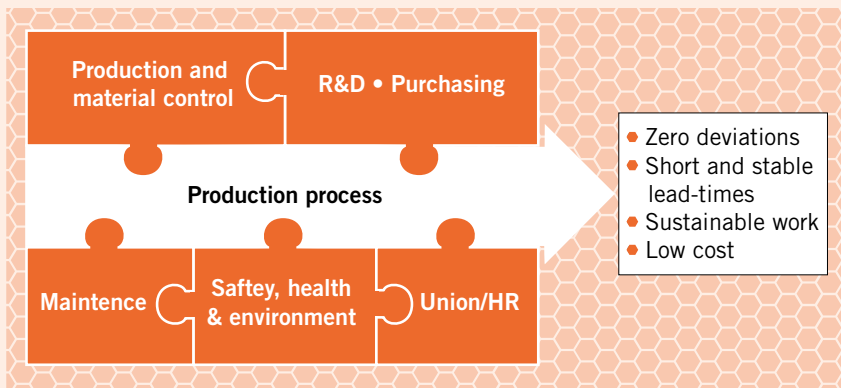 Production and
material control
R&D • Purchasing
Production process
Maintence
Saftey, health
& environment
Union/HR
Zero deviations
Short and stable
lead-times
Sustainable work
Low cost